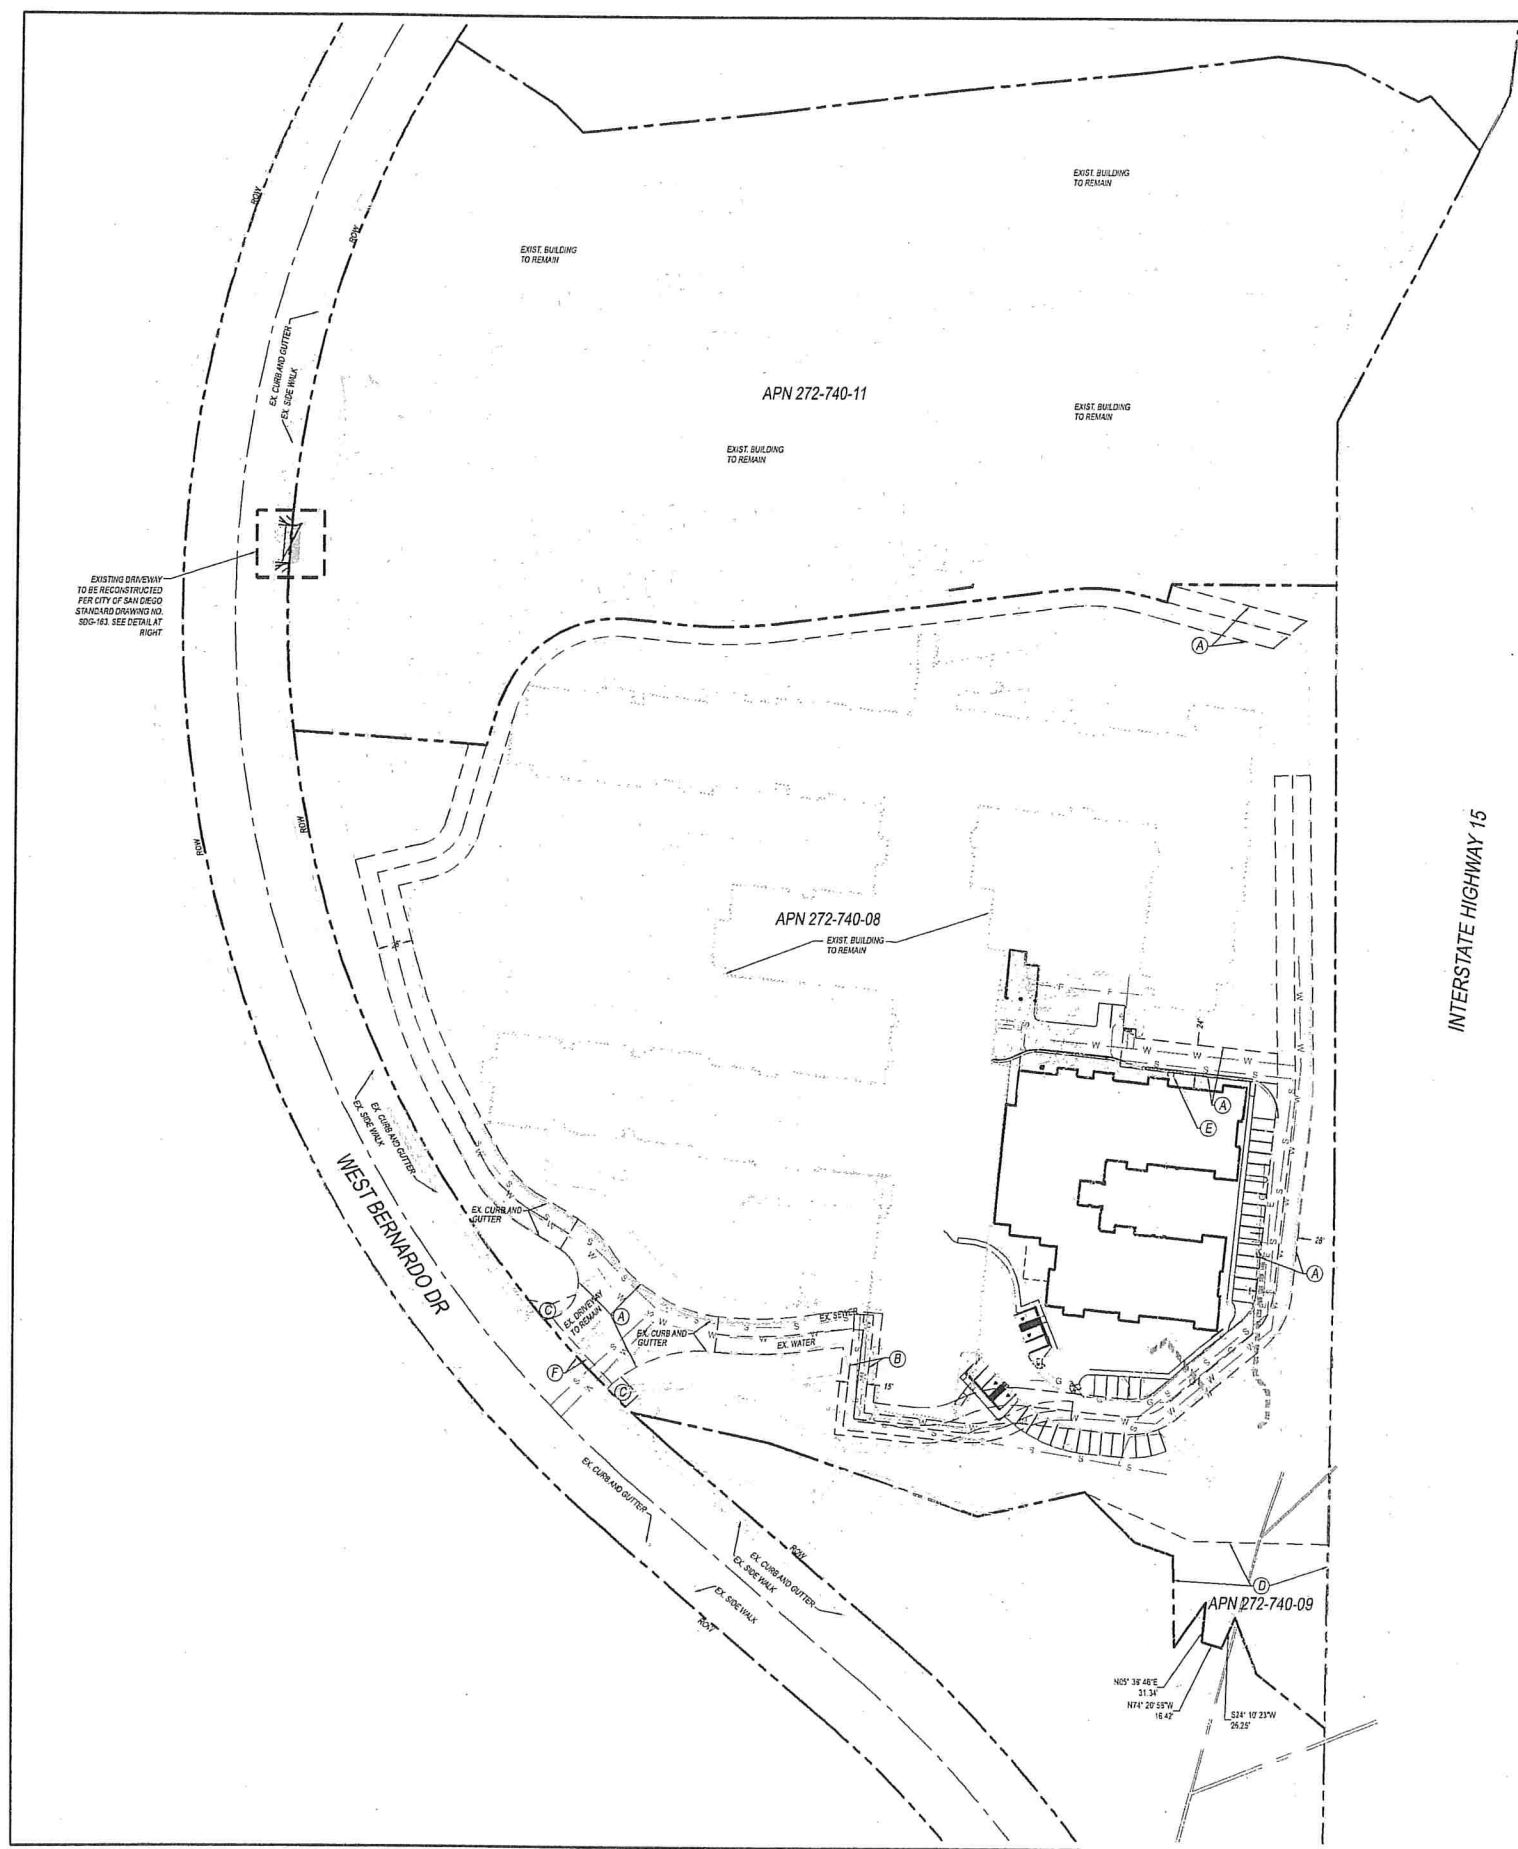 EXIST. BUILDING
TO REMAIN
ROW
ROW
EXIST. BUILDING
TO REMAIN
EX. CURB AND GUTTER
EX. SIDE WALK
APN 272-740-11
EXIST. BUILDING
TO REMAIN
EXIST. BUILDING
TO REMAIN
EXISTING DRIVEWAY
TO BE RECONSTRUCTED
PER CITY OF SAN DIEGO
STANDARD DRAWING NO.
SDG-163. SEE DETAIL AT
RIGHT
A
ROW
ROW
INTERSTATE HIGHWAY 15
APN 272-740-08
EXIST. BUILDING
TO REMAIN
F F
24'
W W W W W
S S S
A
E
EX. CURB AND GUTTER
EX. SIDE WALK
WEST BERNARDO DR
EX. CURB AND
GUTTER
28'
A
C
EX. DRIVEWAY
TO REMAIN
A
EX. SEWER
EX. CURB AND
GUTTER
EX. WATER
B
F
C
15'
G
G
EX. CURB AND GUTTER
ROW
EX. CURB AND GUTTER
EX. SIDE WALK
EX. SIDE WALK
ROW
D
APN 272-740-09
N05° 36' 46"E
31.34'
N74° 20' 59"W
16.42'
S24° 10' 23"W
25.25'